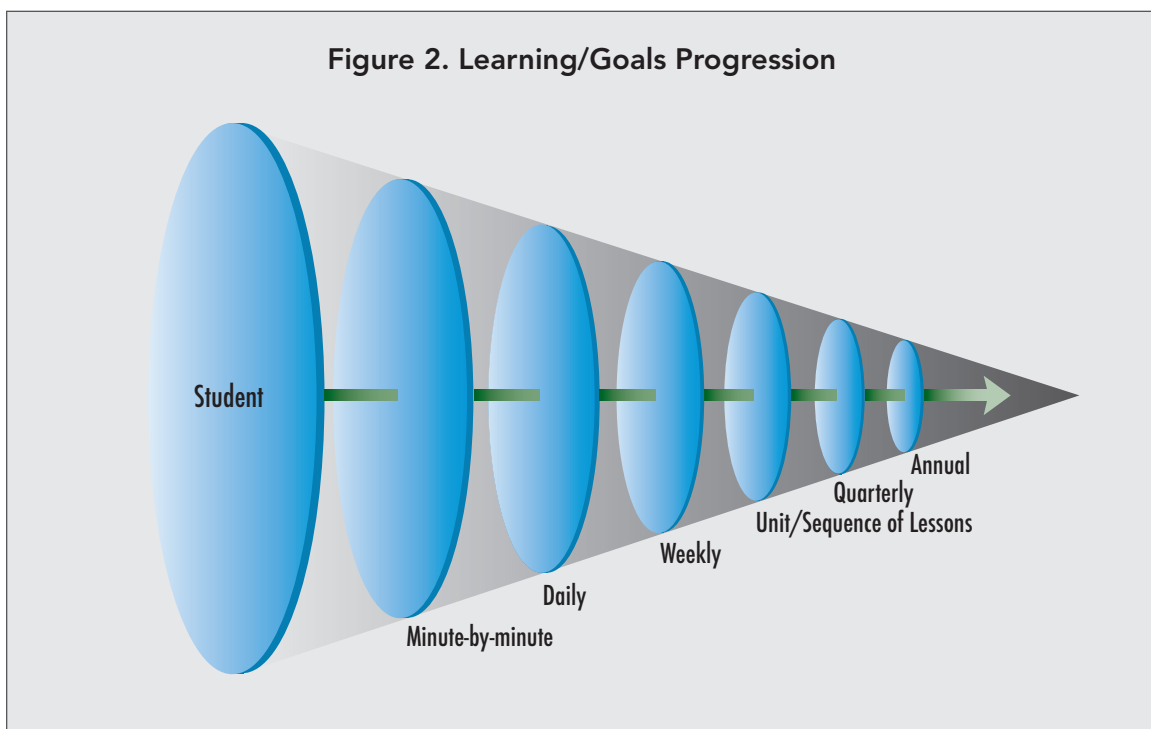 Figure 2. Learning/Goals Progression
Student
Minute-by-minute
Daily
Weekly
Unit/Sequence of Lessons
Quarterly
Annual